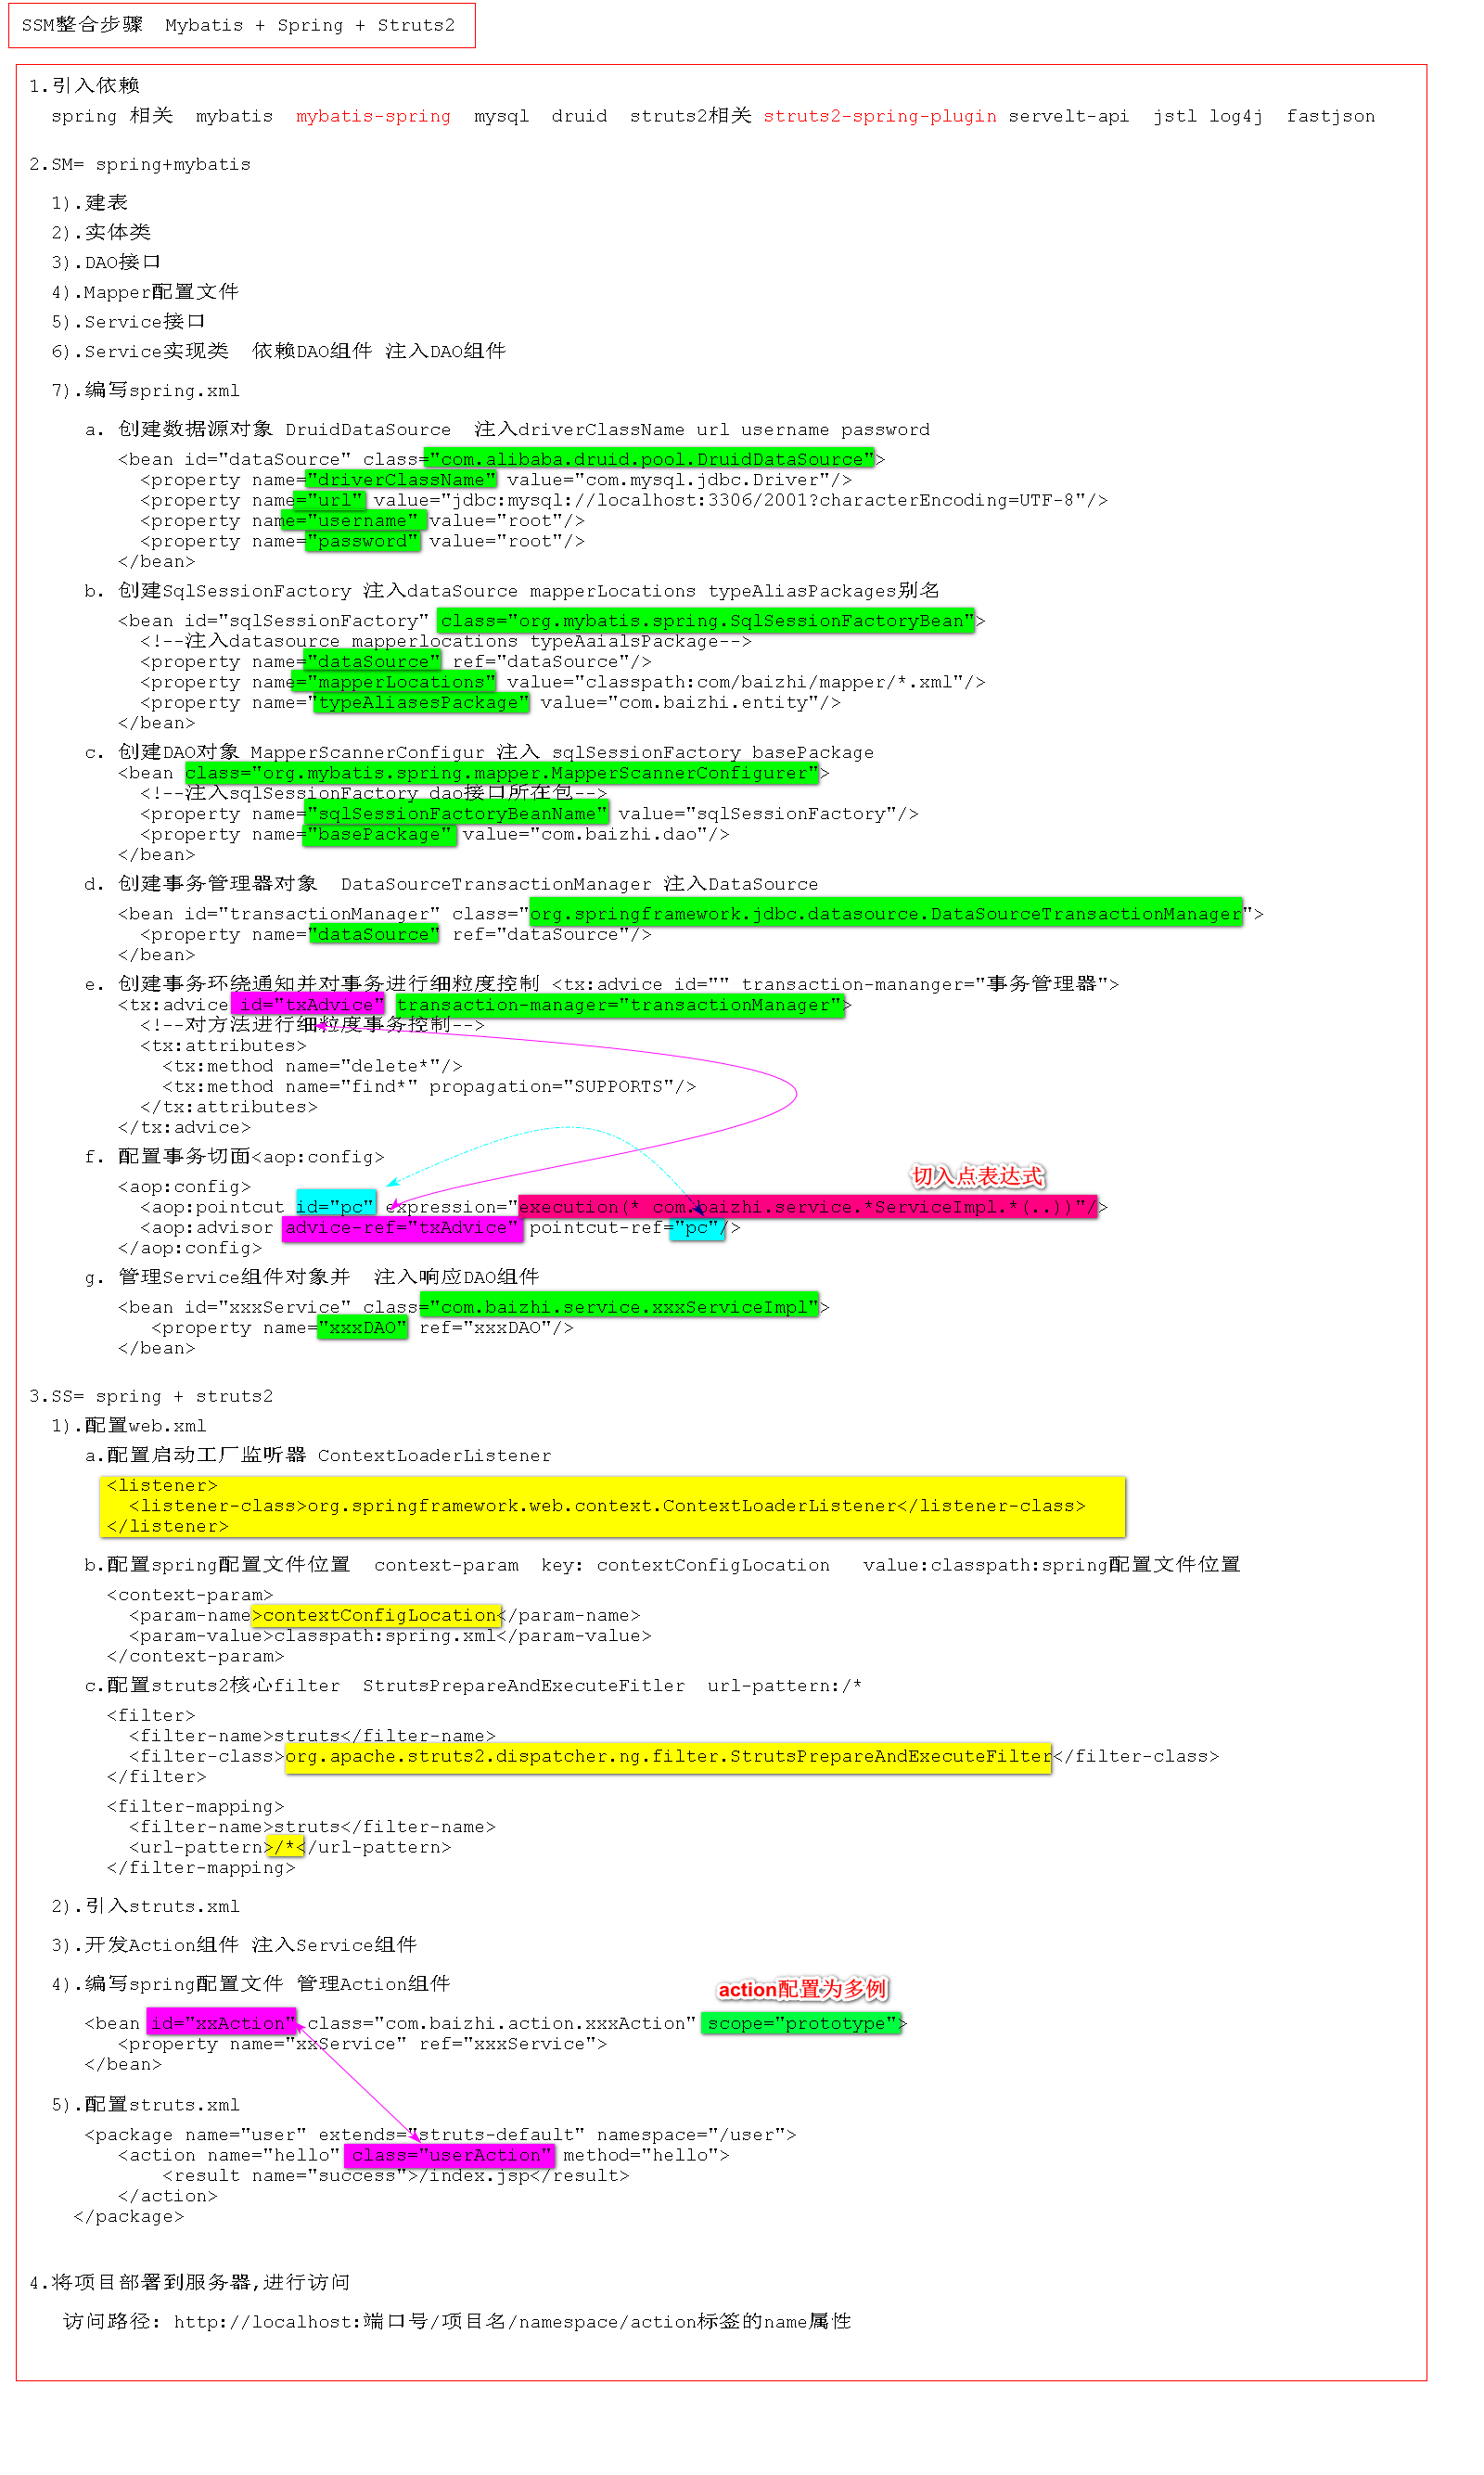 SSM整合步骤  Mybatis + Spring + Struts2
1.引入依赖
spring 相关  mybatis  mybatis-spring  mysql  druid  struts2相关 struts2-spring-plugin servelt-api  jstl log4j  fastjson
2.SM= spring+mybatis
1).建表
2).实体类
3).DAO接口
4).Mapper配置文件
5).Service接口
6).Service实现类  依赖DAO组件 注入DAO组件
7).编写spring.xml
a. 创建数据源对象 DruidDataSource  注入driverClassName url username password
<bean id="dataSource" class="com.alibaba.druid.pool.DruidDataSource">
<property name="driverClassName" value="com.mysql.jdbc.Driver"/>
<property name="url" value="jdbc:mysql://localhost:3306/2001?characterEncoding=UTF-8"/>
<property name="username" value="root"/>
<property name="password" value="root"/>
</bean>
b. 创建SqlSessionFactory 注入dataSource mapperLocations typeAliasPackages别名
<bean id="sqlSessionFactory" class="org.mybatis.spring.SqlSessionFactoryBean">
<!--注入datasource mapperlocations typeAaialsPackage-->
<property name="dataSource" ref="dataSource"/>
<property name="mapperLocations" value="classpath:com/baizhi/mapper/*.xml"/>
<property name="typeAliasesPackage" value="com.baizhi.entity"/>
</bean>
c. 创建DAO对象 MapperScannerConfigur 注入 sqlSessionFactory basePackage
<bean class="org.mybatis.spring.mapper.MapperScannerConfigurer">
<!--注入sqlSessionFactory dao接口所在包-->
<property name="sqlSessionFactoryBeanName" value="sqlSessionFactory"/>
<property name="basePackage" value="com.baizhi.dao"/>
</bean>
d. 创建事务管理器对象  DataSourceTransactionManager 注入DataSource
<bean id="transactionManager" class="org.springframework.jdbc.datasource.DataSourceTransactionManager">
<property name="dataSource" ref="dataSource"/>
</bean>
e. 创建事务环绕通知并对事务进行细粒度控制 <tx:advice id="" transaction-mananger="事务管理器">
<tx:advice id="txAdvice" transaction-manager="transactionManager">
<!--对方法进行细粒度事务控制-->
<tx:attributes>
<tx:method name="delete*"/>
<tx:method name="find*" propagation="SUPPORTS"/>
</tx:attributes>
</tx:advice>
f. 配置事务切面<aop:config>
切入点表达式
<aop:config>
<aop:pointcut id="pc" expression="execution(* com.baizhi.service.*ServiceImpl.*(..))"/>
<aop:advisor advice-ref="txAdvice" pointcut-ref="pc"/>
</aop:config>
g. 管理Service组件对象并  注入响应DAO组件
<bean id="xxxService" class="com.baizhi.service.xxxServiceImpl">
<property name="xxxDAO" ref="xxxDAO"/>
</bean>
3.SS= spring + struts2
1).配置web.xml
a.配置启动工厂监听器 ContextLoaderListener
<listener>
<listener-class>org.springframework.web.context.ContextLoaderListener</listener-class>
</listener>
b.配置spring配置文件位置  context-param  key: contextConfigLocation   value:classpath:spring配置文件位置
<context-param>
<param-name>contextConfigLocation</param-name>
<param-value>classpath:spring.xml</param-value>
</context-param>
c.配置struts2核心filter  StrutsPrepareAndExecuteFitler  url-pattern:/*
<filter>
<filter-name>struts</filter-name>
<filter-class>org.apache.struts2.dispatcher.ng.filter.StrutsPrepareAndExecuteFilter</filter-class>
</filter>
<filter-mapping>
<filter-name>struts</filter-name>
<url-pattern>/*</url-pattern>
</filter-mapping>
2).引入struts.xml
3).开发Action组件 注入Service组件
4).编写spring配置文件 管理Action组件
action配置为多例
<bean id="xxAction" class="com.baizhi.action.xxxAction" scope="prototype">
<property name="xxService" ref="xxxService">
</bean>
5).配置struts.xml
<package name="user" extends="struts-default" namespace="/user">
<action name="hello" class="userAction" method="hello">
<result name="success">/index.jsp</result>
</action>
</package>
4.将项目部署到服务器,进行访问
访问路径: http://localhost:端口号/项目名/namespace/action标签的name属性